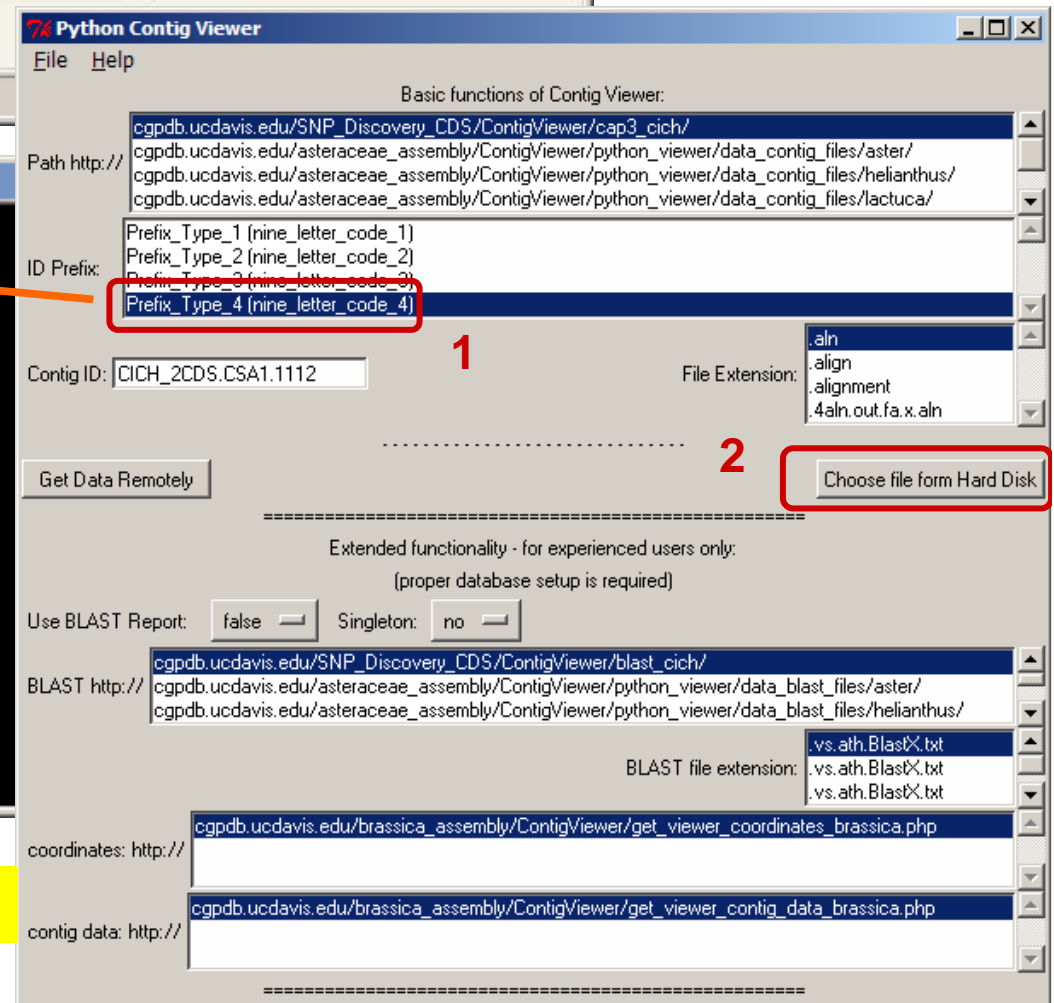 7% Python Contig Viewer
File Help
Basic functions of Contig Viewer:
Path http://
cgpdb.ucdavis.edu/SNP_Discovery_CDS/ContigViewer/cap3_cich/
cgpdb.ucdavis.edu/asteraceae_assembly/ContigViewer/python_viewer/data_contig_files/aster/
cgpdb.ucdavis.edu/asteraceae_assembly/ContigViewer/python_viewer/data_contig_files/helianthus/
cgpdb.ucdavis.edu/asteraceae_assembly/ContigViewer/python_viewer/data_contig_files/lactuca/
ID Prefix:
Prefix_Type_1 (nine_letter_code_1)
Prefix_Type_2 (nine_letter_code_2)
Prefix_Type_3 (nine_letter_code_3)
Prefix_Type_4 (nine_letter_code_4)
1
Contig ID: CICH_2CDS.CSA1.1112
File Extension:
.aln
.align
.alignment
.4aln.out.fa.x.aln
- - - - - - - - - - - - - - - - - - - - - - - - - - - - -
2
Get Data Remotely
Choose file form Hard Disk
======================================================
Extended functionality - for experienced users only:
(proper database setup is required)
Use BLAST Report: false Singleton: no
BLAST http://
cgpdb.ucdavis.edu/SNP_Discovery_CDS/ContigViewer/blast_cich/
cgpdb.ucdavis.edu/asteraceae_assembly/ContigViewer/python_viewer/data_blast_files/aster/
cgpdb.ucdavis.edu/asteraceae_assembly/ContigViewer/python_viewer/data_blast_files/helianthus/
BLAST file extension:
.vs.ath.BlastX.txt
.vs.ath.BlastX.txt
.vs.ath.BlastX.txt
coordinates: http://
cgpdb.ucdavis.edu/brassica_assembly/ContigViewer/get_viewer_coordinates_brassica.php
contig data: http://
cgpdb.ucdavis.edu/brassica_assembly/ContigViewer/get_viewer_contig_data_brassica.php
======================================================